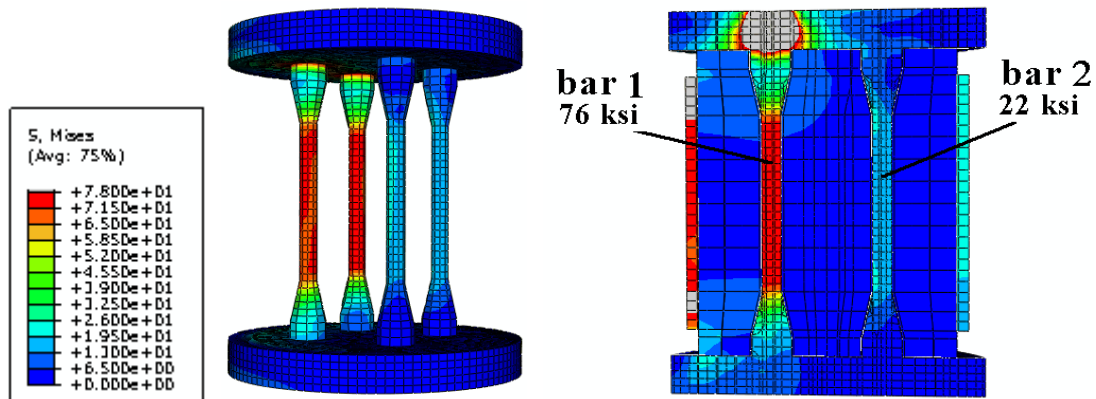 S, Mises
(Avg: 75%)
+7.800e+01
+7.150e+01
+6.500e+01
+5.850e+01
+5.200e+01
+4.550e+01
+3.900e+01
+3.250e+01
+2.600e+01
+1.950e+01
+1.300e+01
+6.500e+00
+0.000e+00
bar 1
76 ksi
bar 2
22 ksi